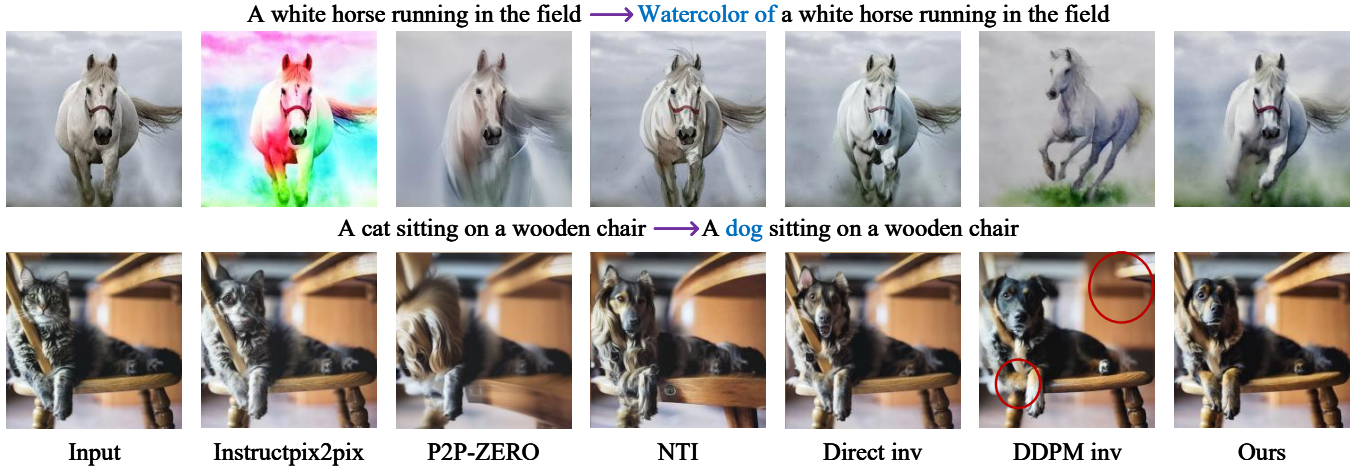 A white horse running in the field → Watercolor of a white horse running in the field
A cat sitting on a wooden chair → A dog sitting on a wooden chair
Input Instructpix2pix P2P-ZERO NTI Direct inv DDPM inv Ours